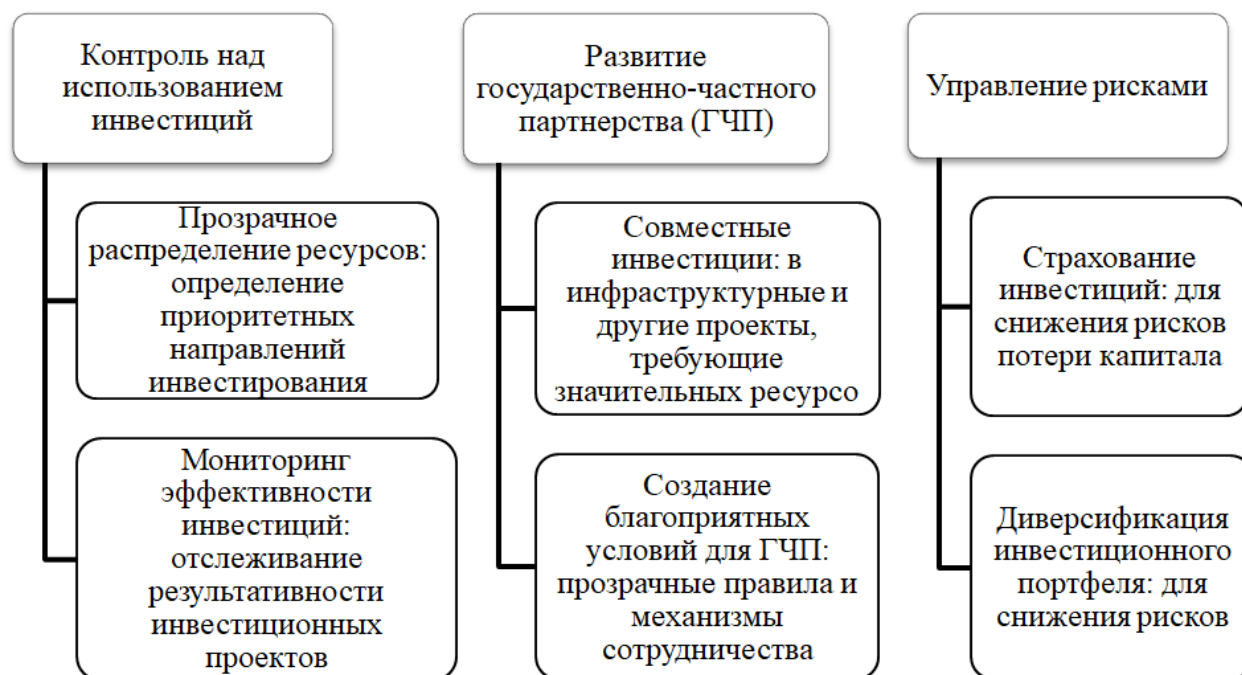 Контроль над
использованием
инвестиций
Прозрачное
распределение ресурсов:
определение
приоритетных
направлений
инвестирования
Мониторинг
эффективности
инвестиций:
отслеживание
результативности
инвестиционных
проектов
Развитие
государственно-частного
партнерства (ГЧП)
Совместные
инвестиции: в
инфраструктурные и
другие проекты,
требующие
значительных ресурсо
Создание
благоприятных
условий для ГЧП:
прозрачные правила и
механизмы
сотрудничества
Управление рисками
Страхование
инвестиций: для
снижения рисков
потери капитала
Диверсификация
инвестиционного
портфеля: для
снижения рисков